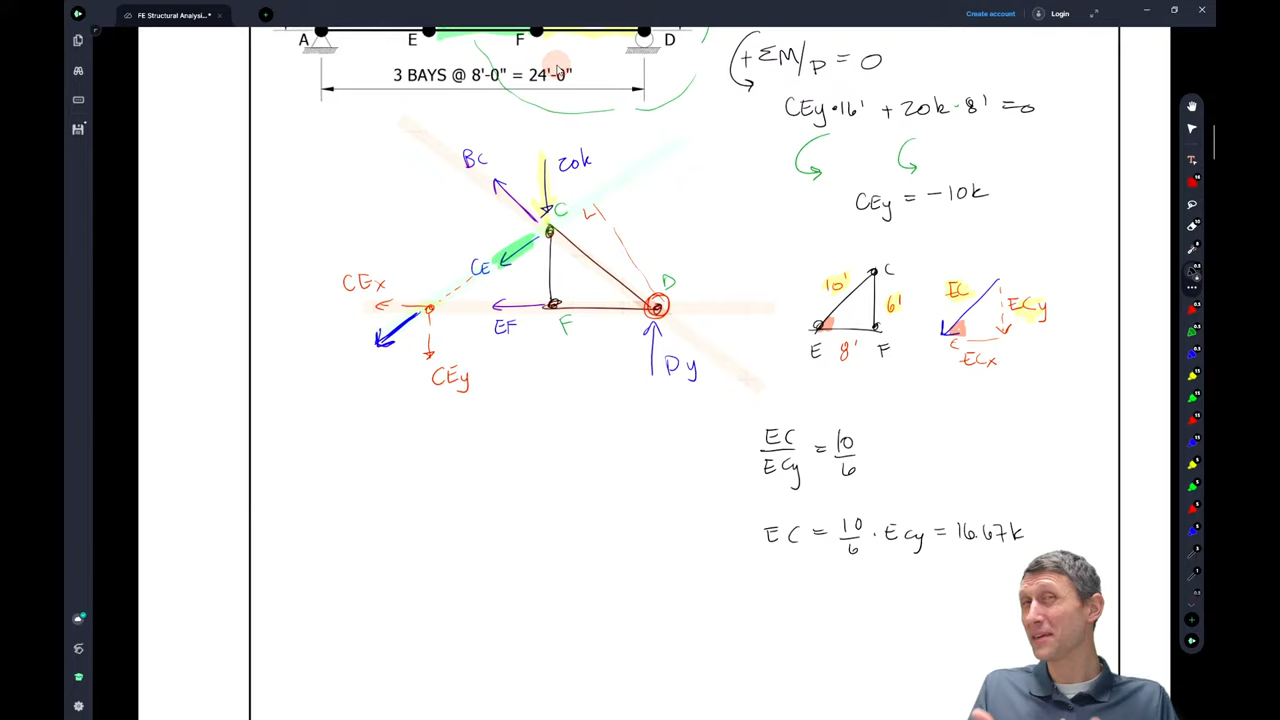 FE Structural Analysi...*
Create account
Login
A
E
F
D
3 BAYS @ 8'-0" = 24'-0"
+ΣM/D = 0
CEy•16' + 20k•8' = 0
CEy = -10k
BC
20k
C
CE
CEx
D
EF
F
CEy
Dy
C
10'
6'
E
8'
F
EC
ECy
ECx
EC/ECy = 10/6
EC = 10/6 · ECy = 16.67k